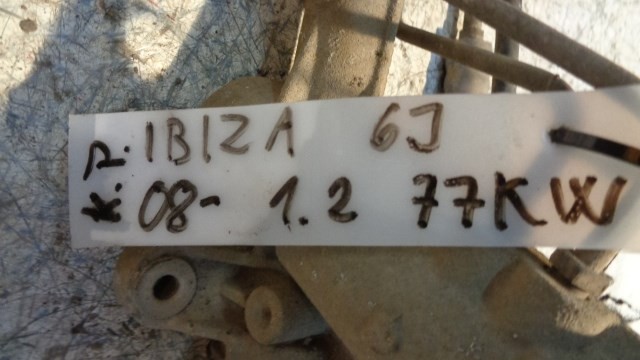 IBIZA 6J
08- 1.2 77KW
K.P.